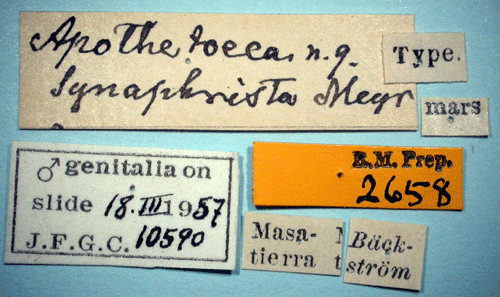 Apothetoeca n.g.
Synaphrista Meyr
Type.
mars
♂ genitalia on
slide 18.III.1957
J.F.G.C. 10590
R.M. Prep.
2658
Masa-
tierra
Bäck-
ström